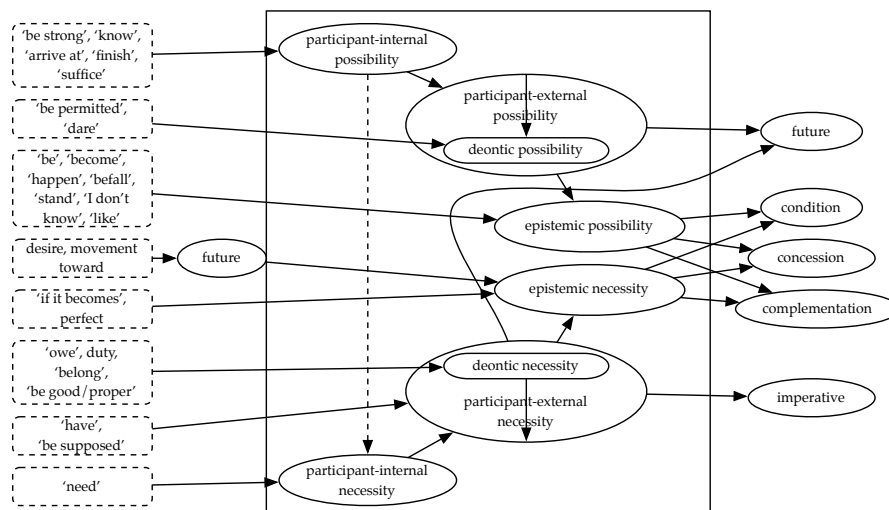 ‘be strong’, ‘know’,
‘arrive at’, ‘finish’,
‘suffice’
participant-internal
possibility
‘be permitted’,
‘dare’
participant-external
possibility
deontic possibility
future
‘be’, ‘become’,
‘happen’, ‘befall’,
‘stand’, ‘I don’t
know’, ‘like’
epistemic possibility
condition
desire, movement
toward
future
epistemic necessity
concession
‘if it becomes’,
perfect
complementation
‘owe’, duty,
‘belong’,
‘be good/proper’
deontic necessity
participant-external
necessity
imperative
‘have’,
‘be supposed’
participant-internal
necessity
‘need’